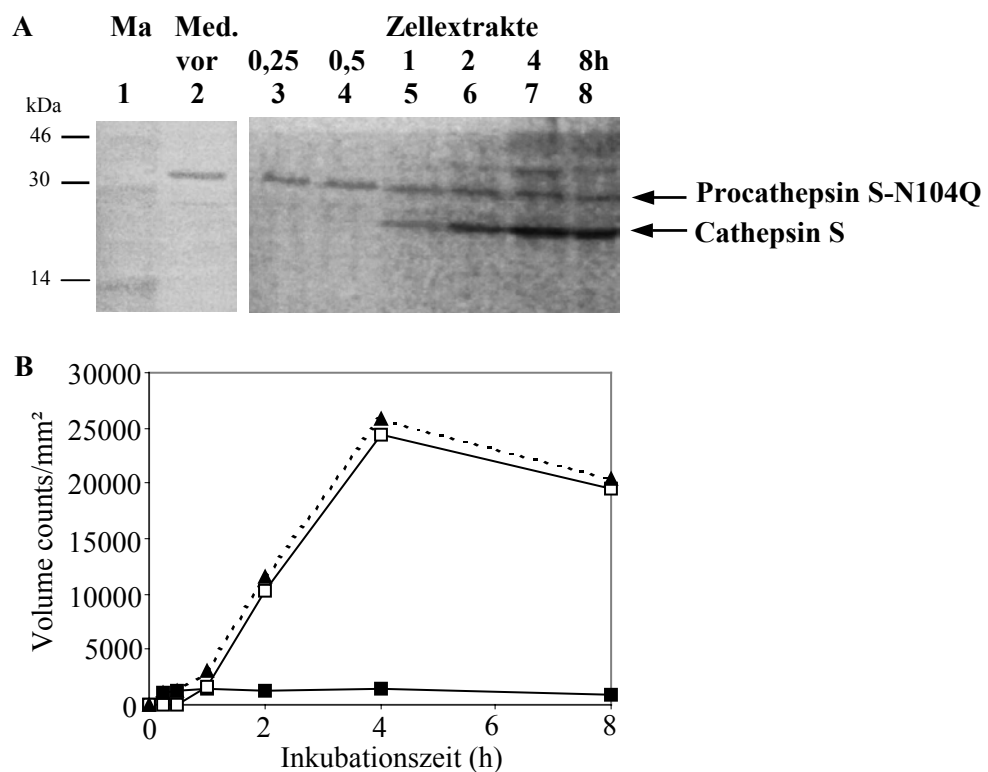 A Ma Med. Zellextrakte
vor 0,25 0,5 1 2 4 8h
1 2 3 4 5 6 7 8
kDa
46
30
Procathepsin S-N104Q
Cathepsin S
14
B
30000
25000
20000
15000
10000
5000
0
Volume counts/mm²
0 2 4 6 8
Inkubationszeit (h)